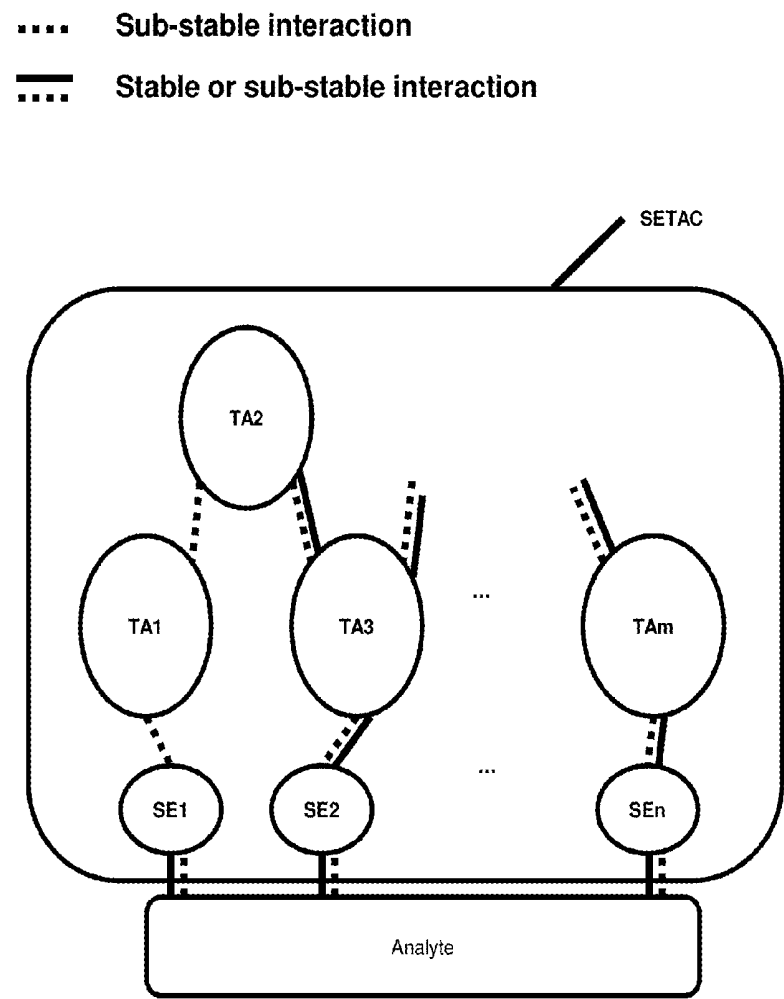 Sub-stable interaction
Stable or sub-stable interaction
SETAC
TA2
TA1
TA3
...
TAm
...
SE1
SE2
SEn
Analyte